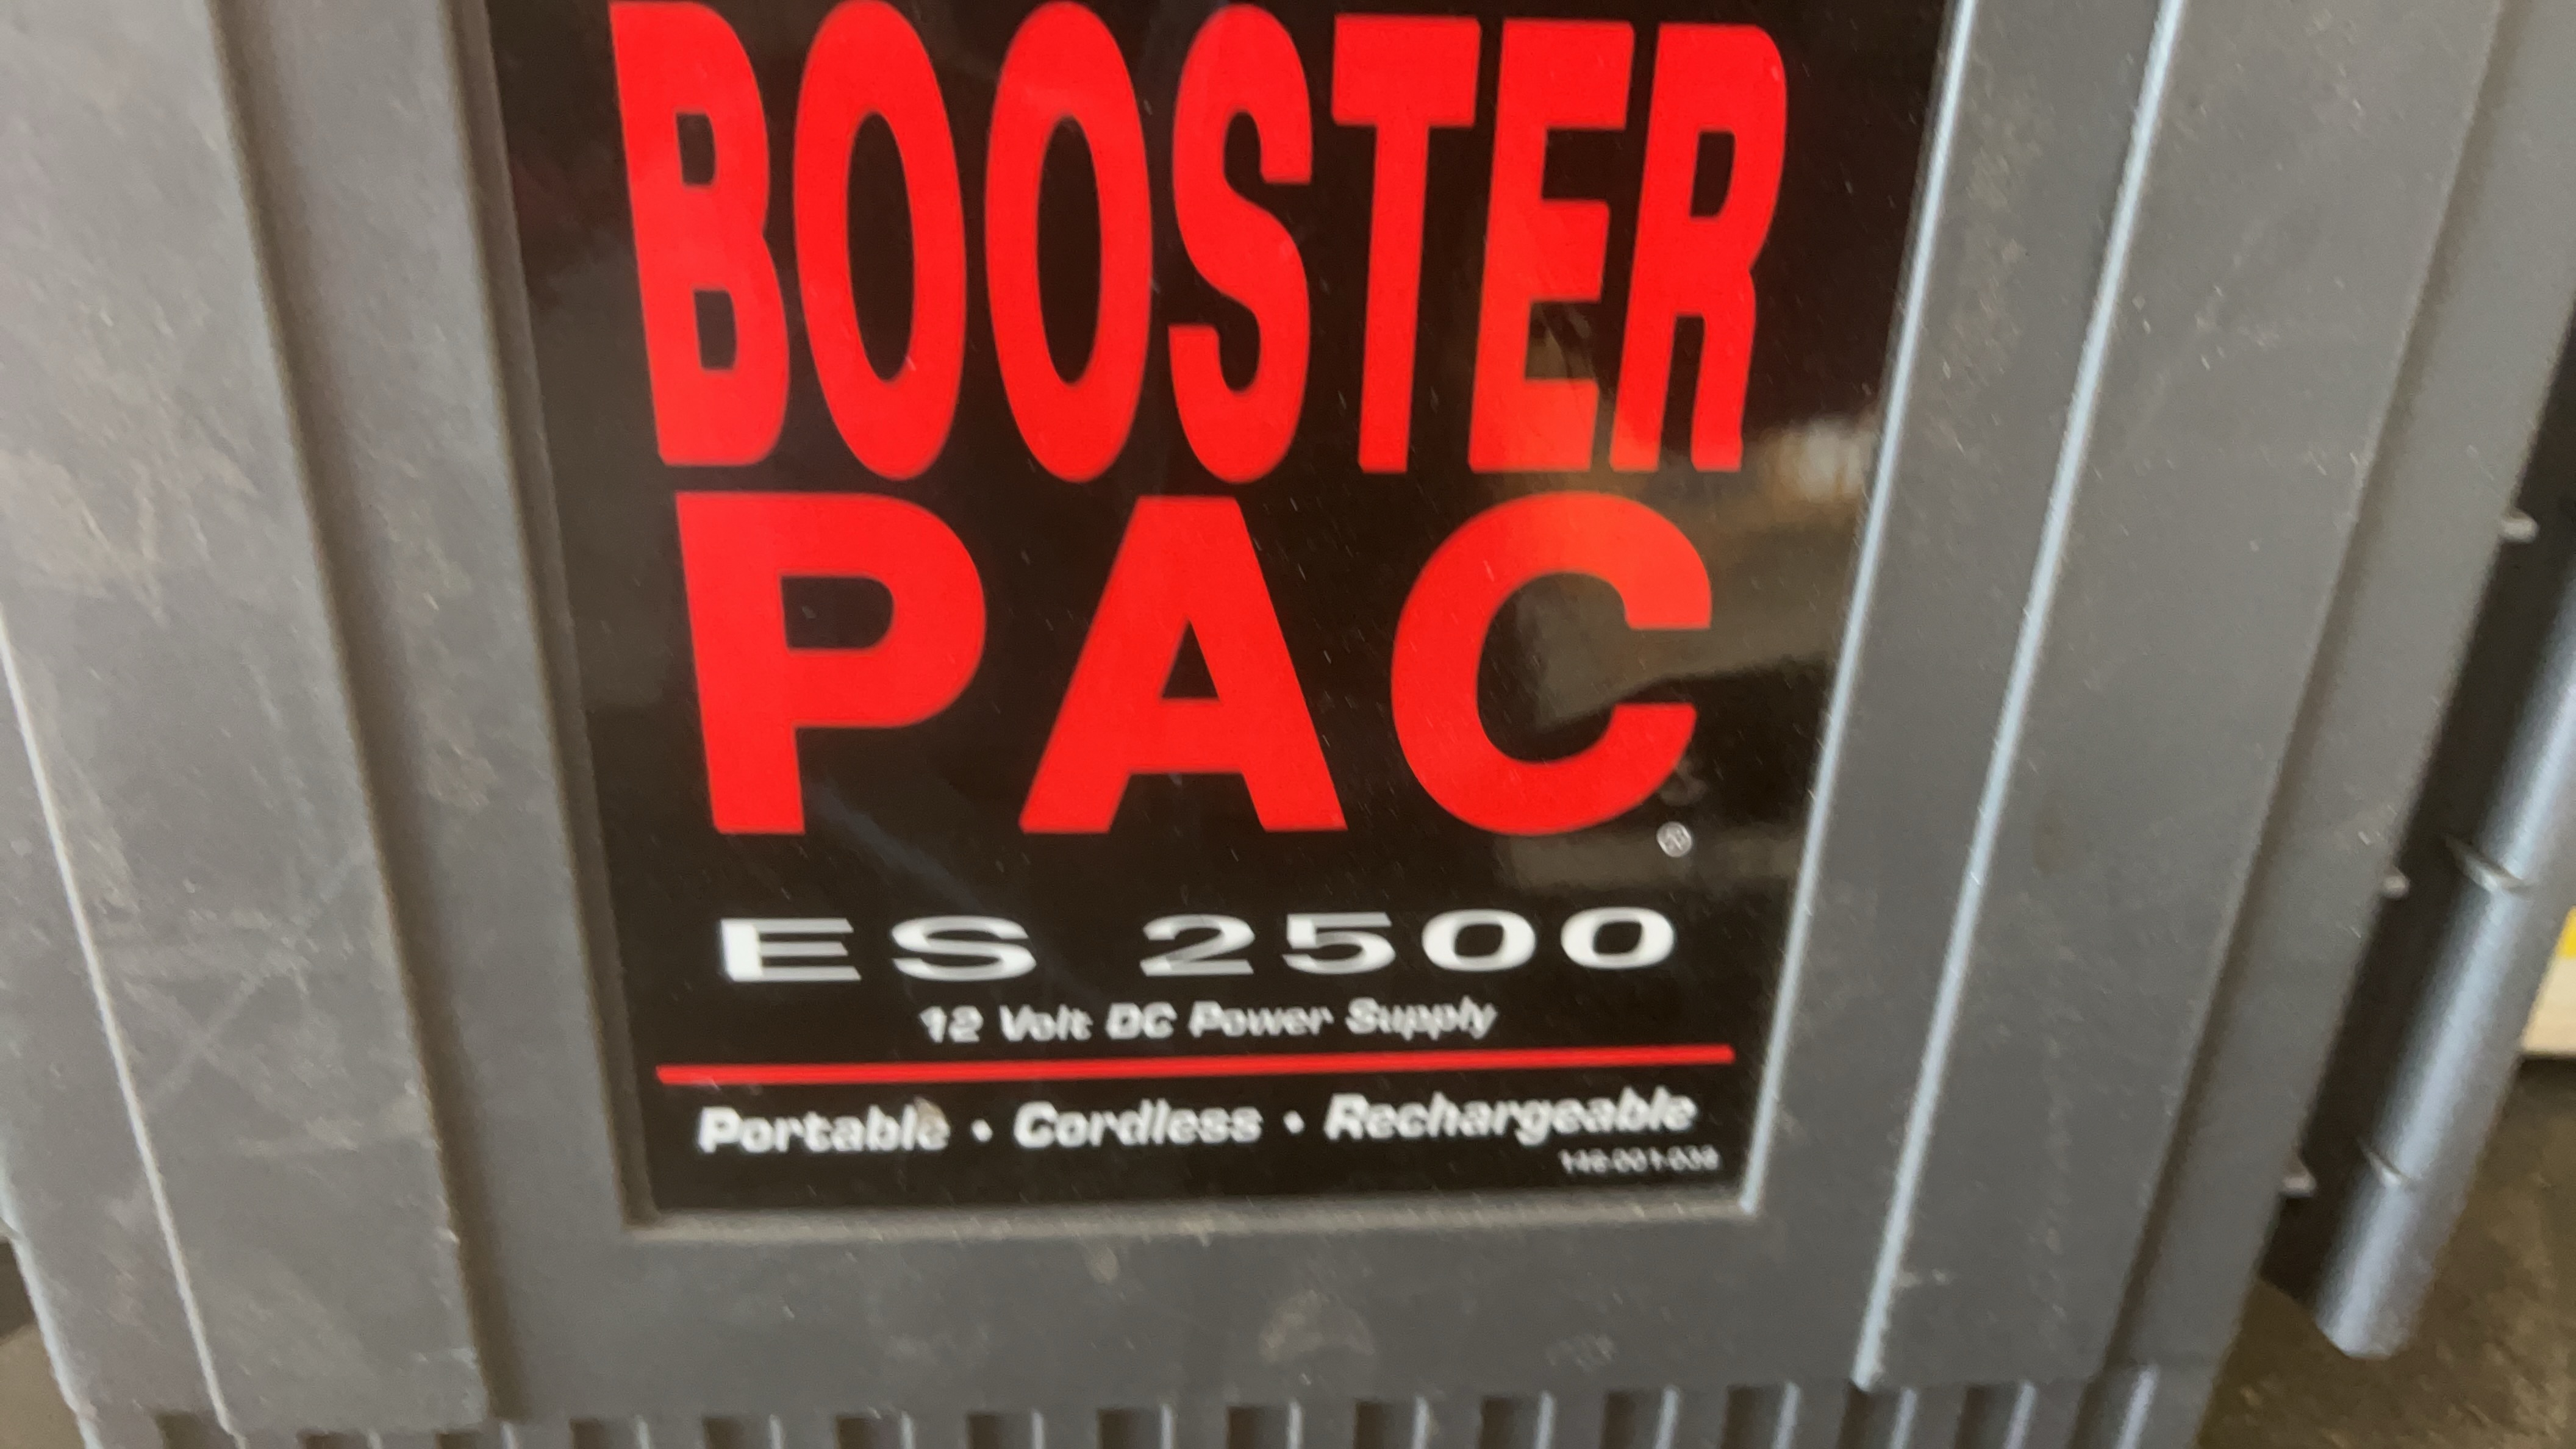 BOOSTER
PAC®
ES 2500
12 Volt DC Power Supply
Portable • Cordless • Rechargeable